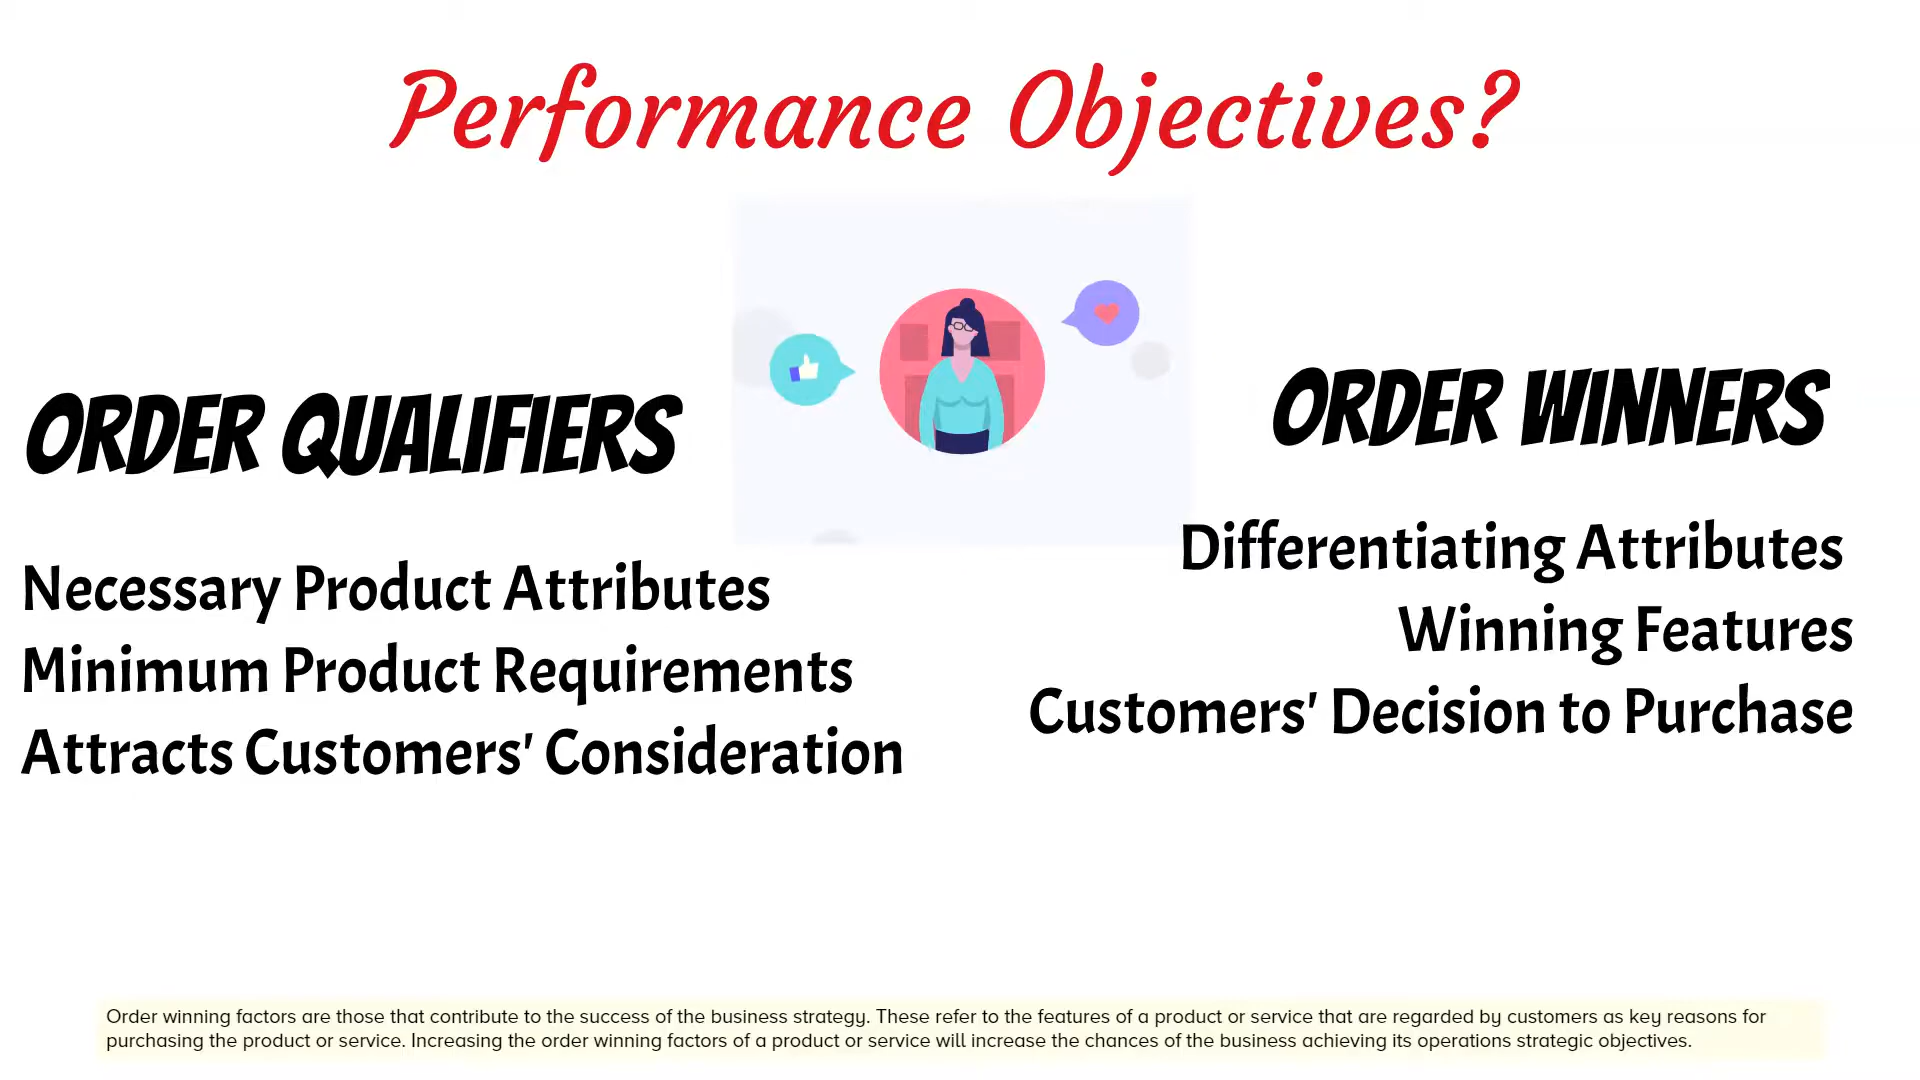 Performance Objectives?
ORDER QUALIFIERS
Necessary Product Attributes
Minimum Product Requirements
Attracts Customers' Consideration
ORDER WINNERS
Differentiating Attributes
Winning Features
Customers' Decision to Purchase
Order winning factors are those that contribute to the success of the business strategy. These refer to the features of a product or service that are regarded by customers as key reasons for
purchasing the product or service. Increasing the order winning factors of a product or service will increase the chances of the business achieving its operations strategic objectives.